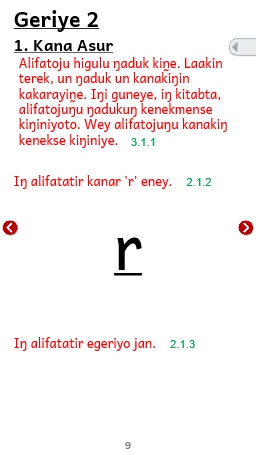 Geriye 2
1. Kana Asur
Alifatoju higulu ŋaduk kiṉe. Laakin
terek, un ŋaduk un kanakiŋin
kakarayiṉe. Iŋi guneye, iŋ kitabta,
alifatojuŋu ŋadukuŋ kenekmense
kiŋiniyoto. Wey alifatojuŋu kanakiŋ
kenekse kiŋiniye. 3.1.1
Iŋ alifatatir kanar 'r' eney. 2.1.2
r
Iŋ alifatatir egeriyo jan. 2.1.3
9